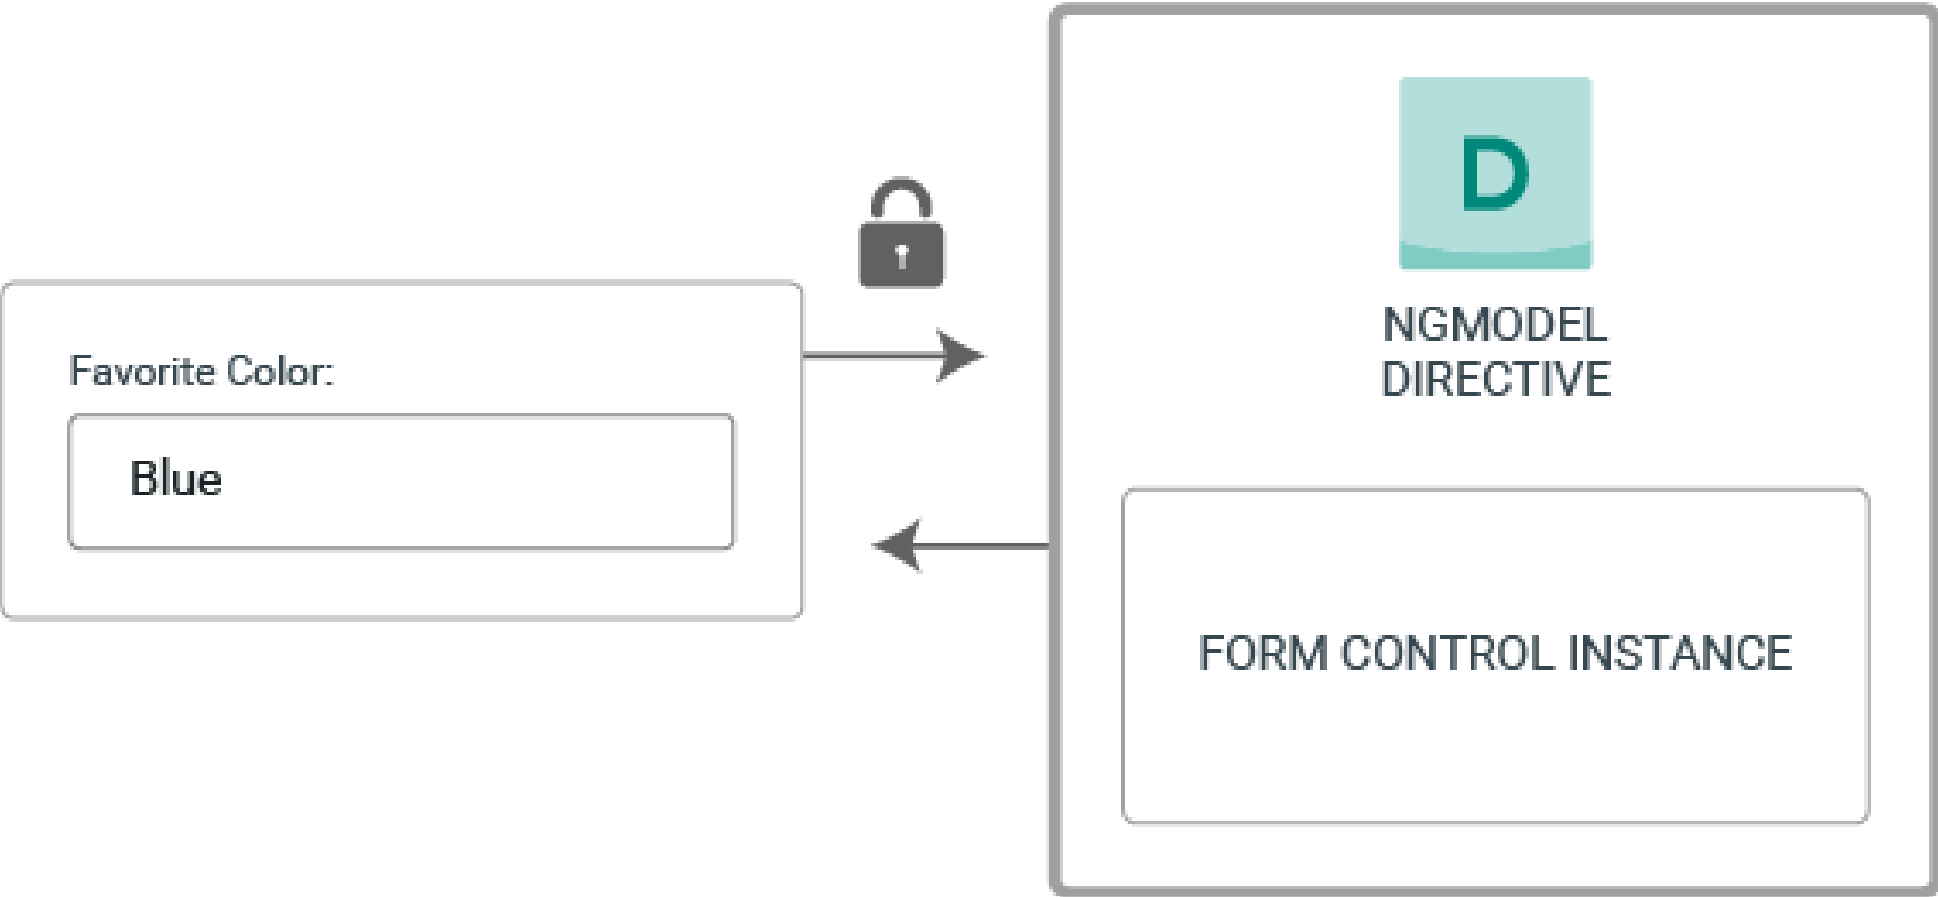 Favorite Color:
Blue
D
NGMODEL
DIRECTIVE
FORM CONTROL INSTANCE